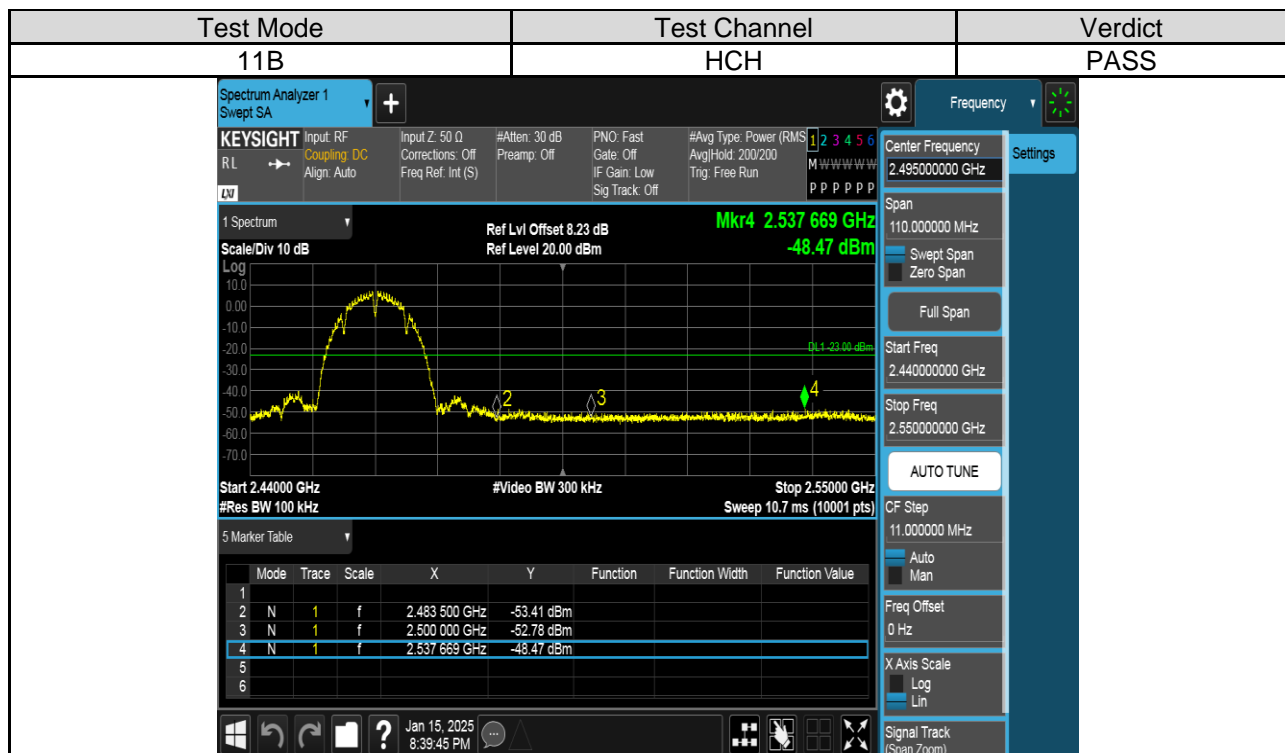 Test Mode Test Channel Verdict
11B HCH PASS
Spectrum Analyzer 1
Swept SA
+
Frequency
KEYSIGHT Input: RF Input Z: 50 Ω #Atten: 30 dB PNO: Fast #Avg Type: Power (RMS 1 2 3 4 5 6
RL Coupling: DC Corrections: Off Preamp: Off Gate: Off Avg|Hold: 200/200 M W W W W W
Align: Auto Freq Ref: Int (S) IF Gain: Low Trig: Free Run
LXI Sig Track: Off P P P P P P
1 Spectrum
Ref Lvl Offset 8.23 dB Mkr4 2.537 669 GHz
Scale/Div 10 dB Ref Level 20.00 dBm -48.47 dBm
Log
10.0
0.00
-10.0
-20.0 DL1 -23.00 dBm
-30.0
-40.0 2 3 4
-50.0
-60.0
-70.0
Start 2.44000 GHz #Video BW 300 kHz Stop 2.55000 GHz
#Res BW 100 kHz Sweep 10.7 ms (10001 pts)
5 Marker Table
Mode Trace Scale X Y Function Function Width Function Value
1
2 N 1 f 2.483 500 GHz -53.41 dBm
3 N 1 f 2.500 000 GHz -52.78 dBm
4 N 1 f 2.537 669 GHz -48.47 dBm
5
6
? Jan 15, 2025
8:39:45 PM
Center Frequency
2.495000000 GHz
Settings
Span
110.000000 MHz
Swept Span
Zero Span
Full Span
Start Freq
2.440000000 GHz
Stop Freq
2.550000000 GHz
AUTO TUNE
CF Step
11.000000 MHz
Auto
Man
Freq Offset
0 Hz
X Axis Scale
Log
Lin
Signal Track
(Span Zoom)